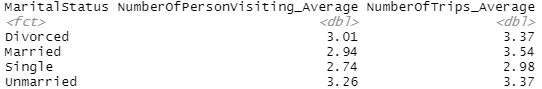 MaritalStatus NumberOfPersonVisiting_Average NumberOfTrips_Average
<fct> <dbl> <dbl>
Divorced 3.01 3.37
Married 2.94 3.54
Single 2.74 2.98
Unmarried 3.26 3.37